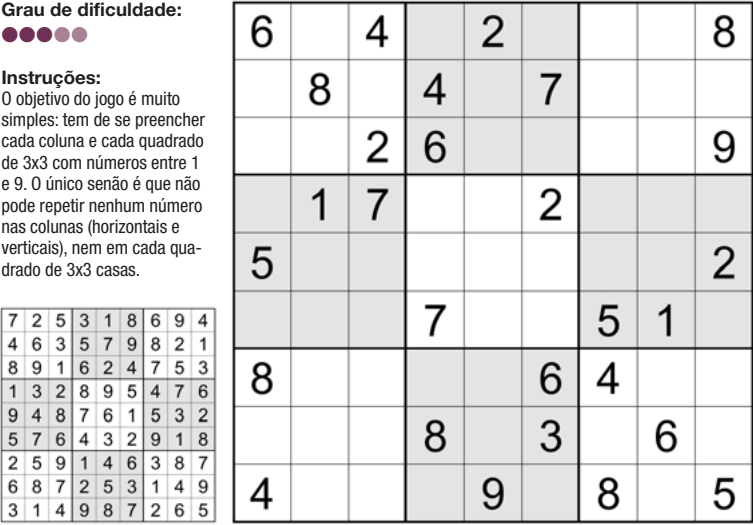 Grau de dificuldade:
Instruções:
O objetivo do jogo é muito
simples: tem de se preencher
cada coluna e cada quadrado
de 3x3 com números entre 1
e 9. O único senão é que não
pode repetir nenhum número
nas colunas (horizontais e
verticais), nem em cada qua-
drado de 3x3 casas.
7 2 5 3 1 8 6 9 4
4 6 3 5 7 9 8 2 1
8 9 1 6 2 4 7 5 3
1 3 2 8 9 5 4 7 6
9 4 8 7 6 1 5 3 2
5 7 6 4 3 2 9 1 8
2 5 9 1 4 6 3 8 7
6 8 7 2 5 3 1 4 9
3 1 4 9 8 7 2 6 5
6 4 2 8
8 4 7
2 6 9
1 7 2
5 2
7 5 1
8 6 4
8 3 6
4 9 8 5